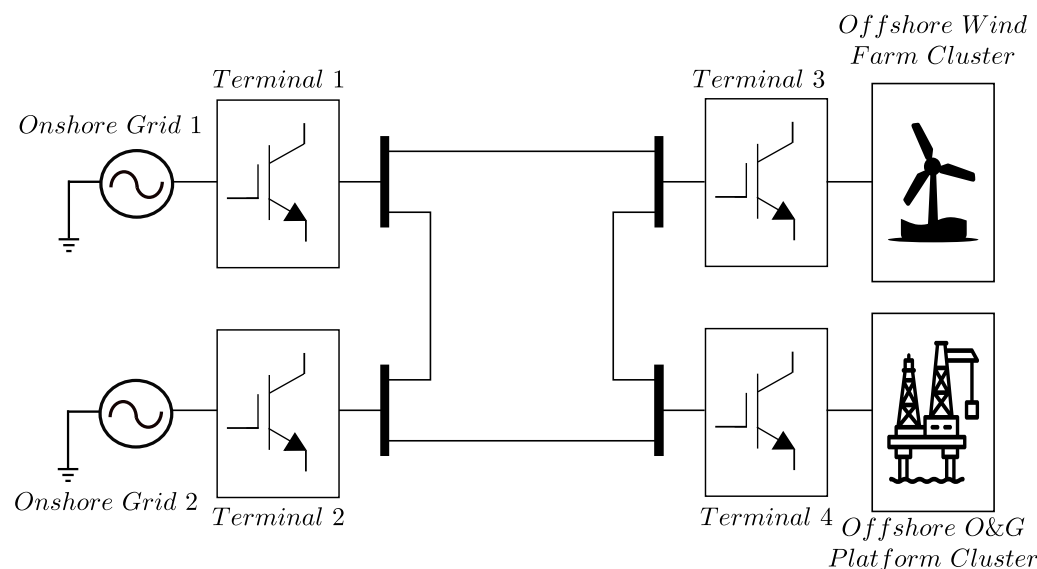 Offshore Wind
Farm Cluster
Terminal 1
Terminal 3
Onshore Grid 1
Onshore Grid 2
Terminal 2
Terminal 4
Offshore O&G
Platform Cluster